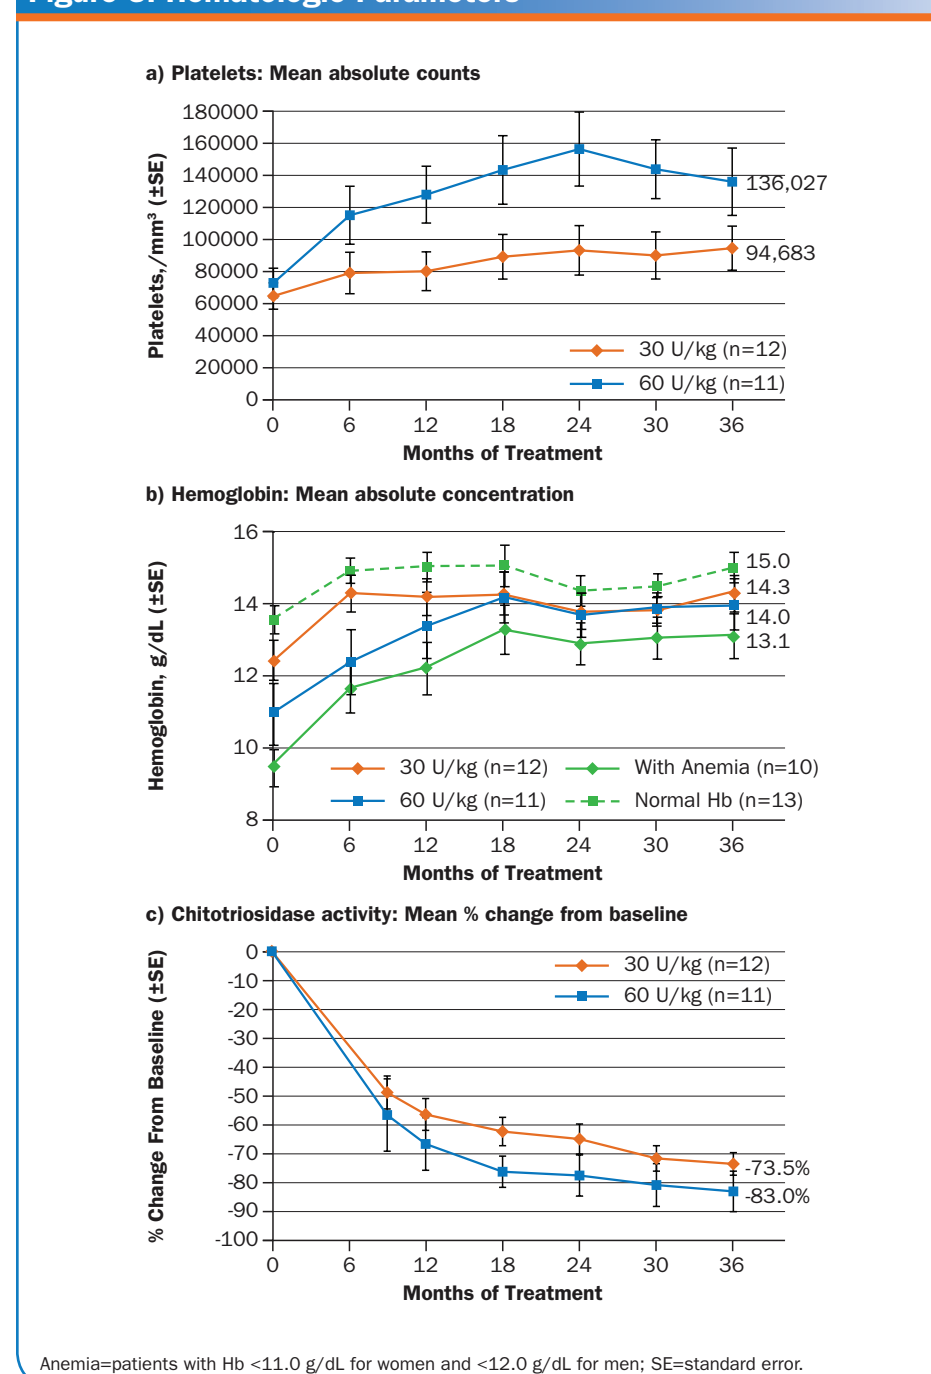 a) Platelets: Mean absolute counts
Platelets,/mm³ (±SE)
180000
160000
140000
120000
100000
80000
60000
40000
20000
0
136,027
94,683
30 U/kg (n=12)
60 U/kg (n=11)
0 6 12 18 24 30 36
Months of Treatment
b) Hemoglobin: Mean absolute concentration
Hemoglobin, g/dL (±SE)
16
14
12
10
8
15.0
14.3
14.0
13.1
30 U/kg (n=12) With Anemia (n=10)
60 U/kg (n=11) Normal Hb (n=13)
0 6 12 18 24 30 36
Months of Treatment
c) Chitotriosidase activity: Mean % change from baseline
% Change From Baseline (±SE)
0
-10
-20
-30
-40
-50
-60
-70
-80
-90
-100
30 U/kg (n=12)
60 U/kg (n=11)
-73.5%
-83.0%
0 6 12 18 24 30 36
Months of Treatment
Anemia=patients with Hb <11.0 g/dL for women and <12.0 g/dL for men; SE=standard error.